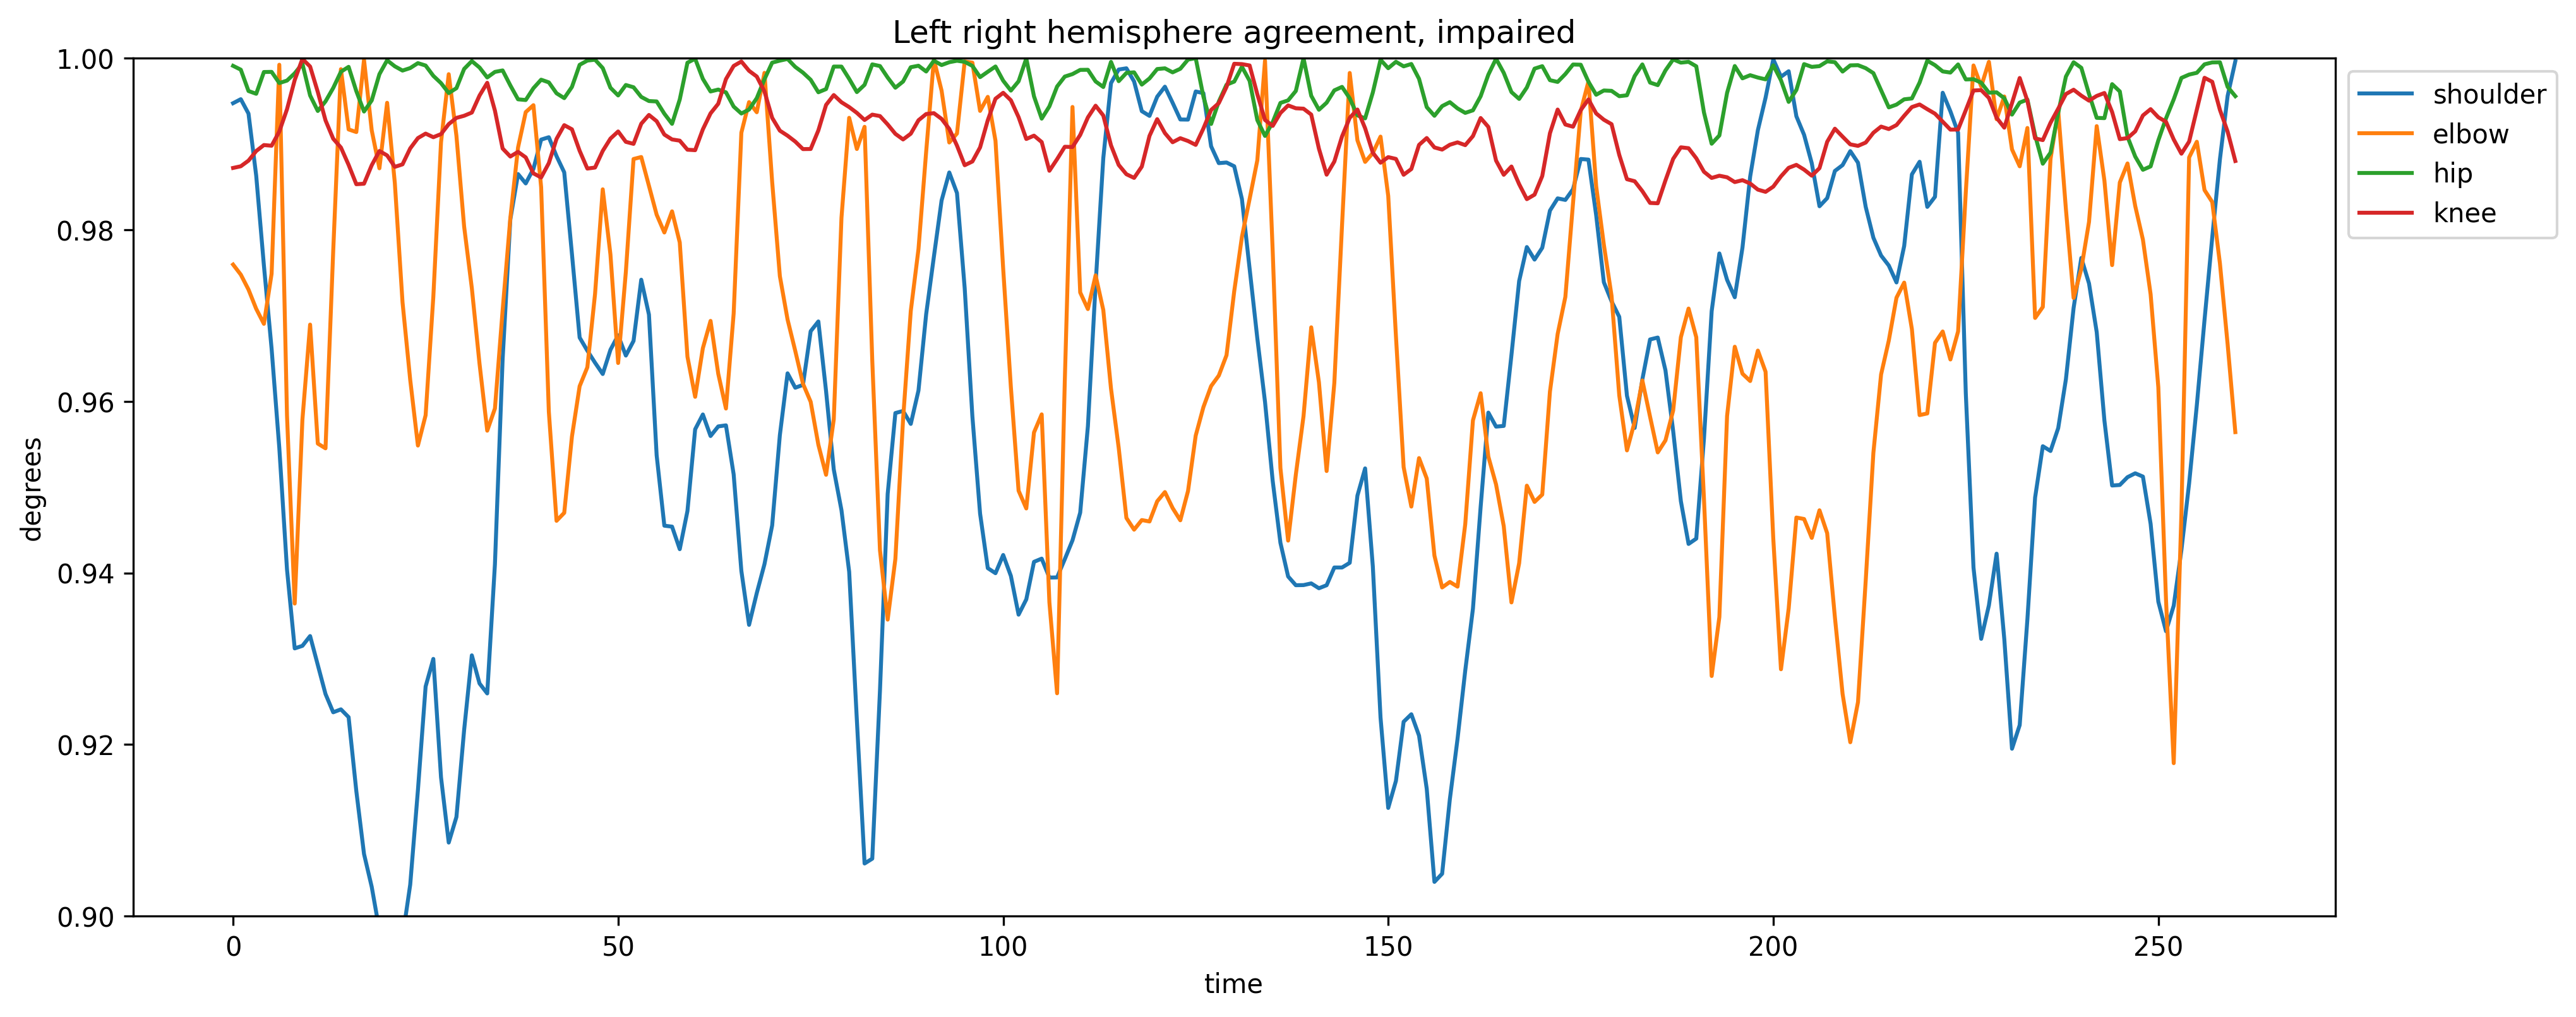 Left right hemisphere agreement, impaired
1.00
0.98
0.96
0.94
0.92
0.90
degrees
0 50 100 150 200 250
time
shoulder
elbow
hip
knee